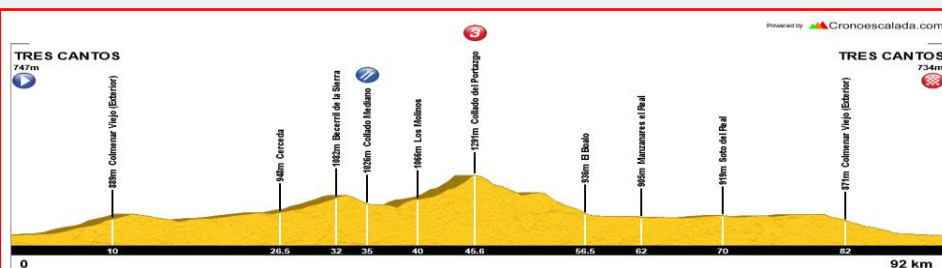 Powered by Cronoescalada.com
TRES CANTOS
747m
3
TRES CANTOS
734m
889m Colmenar Viejo (Exterior)
948m Cerceda
1082m Becerril de la Sierra
1026m Collado Mediano
1066m Los Molinos
1291m Collado del Portazgo
936m El Boalo
905m Manzanares el Real
919m Soto del Real
871m Colmenar Viejo (Exterior)
10 26.5 32 35 40 45.6 56.5 62 70 82
0 92 km